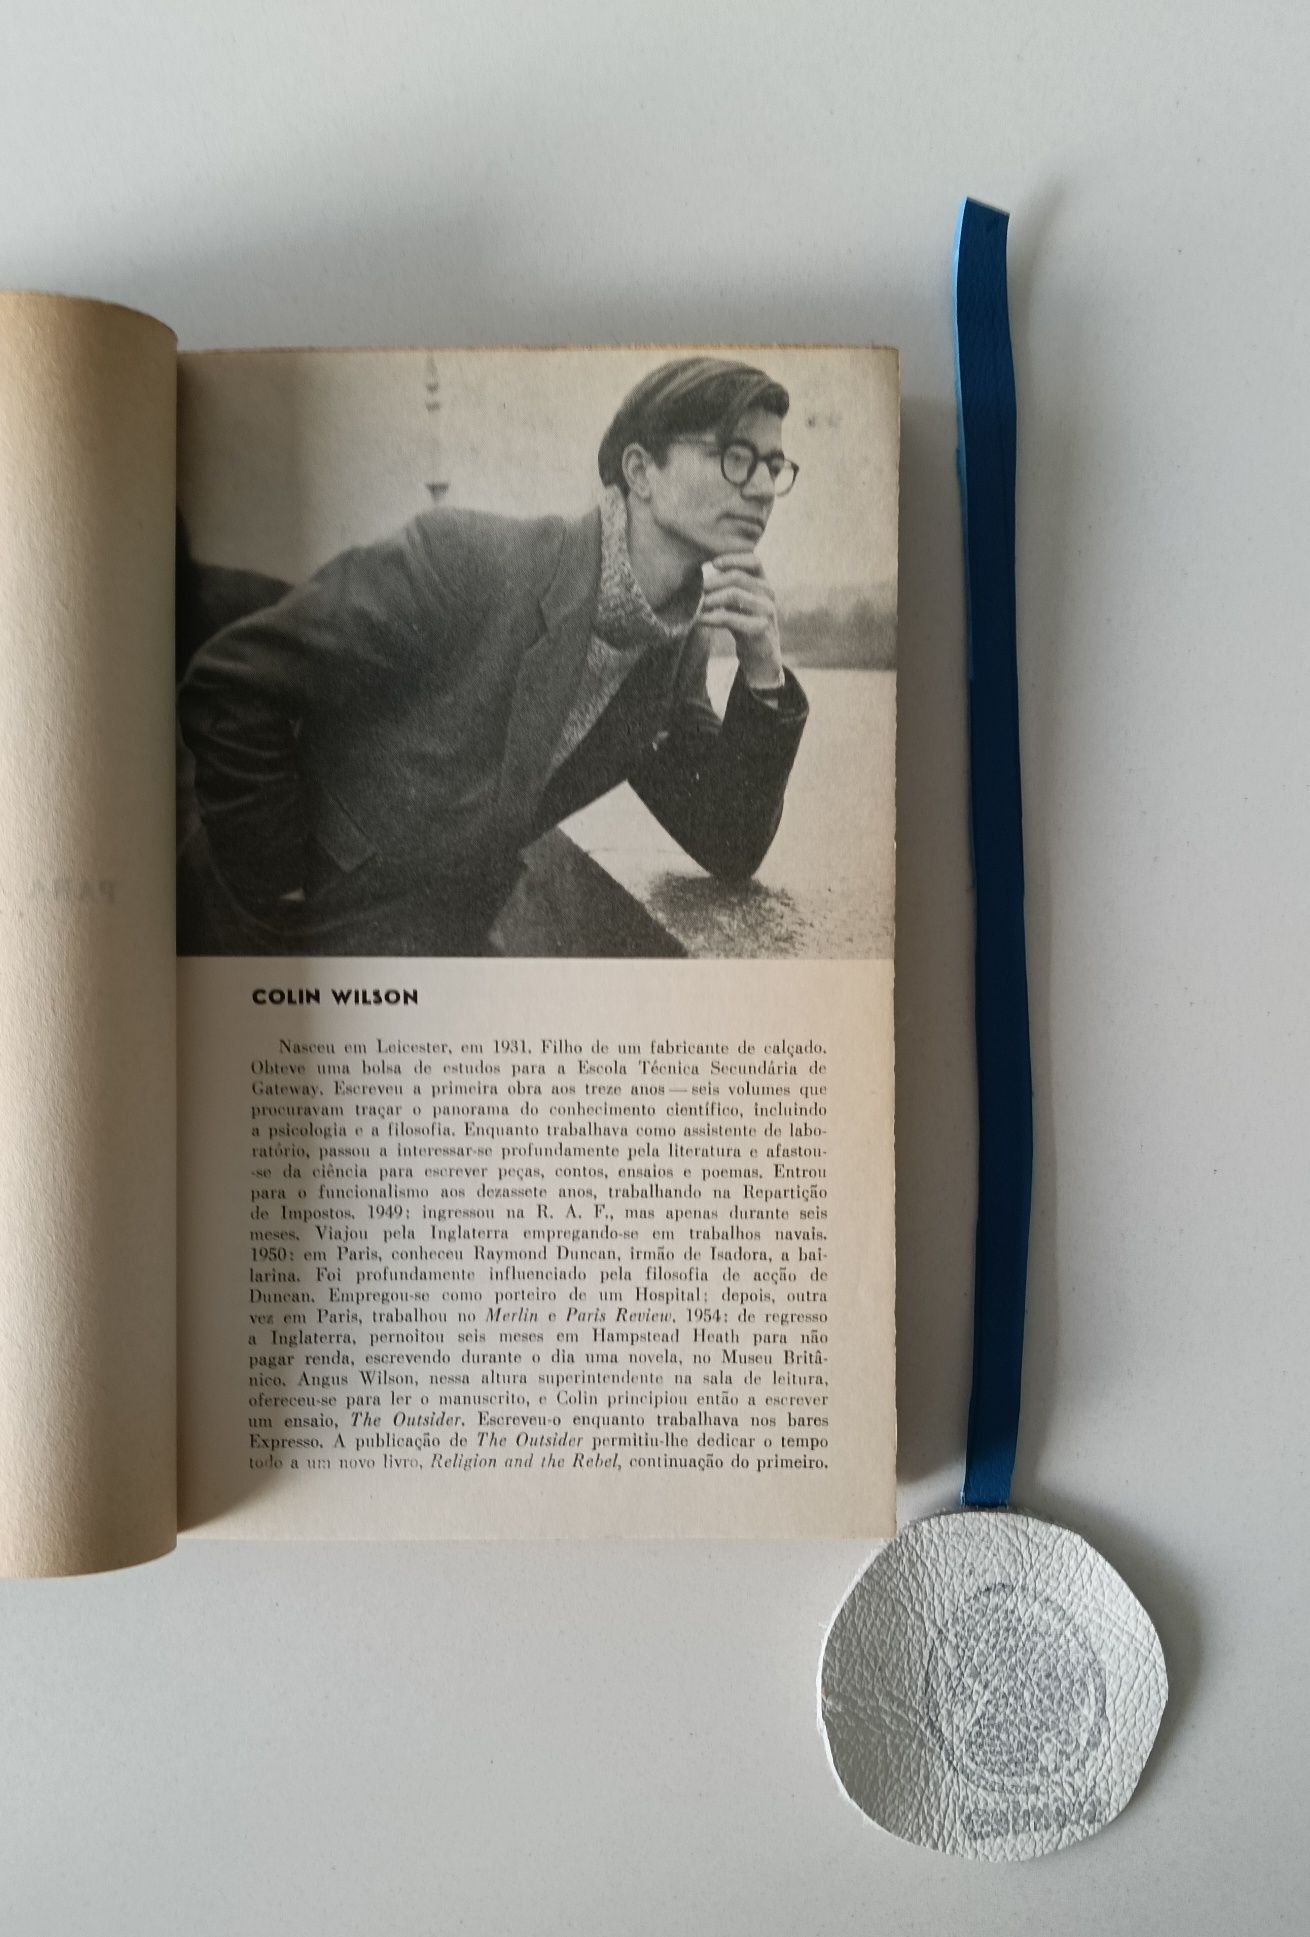 COLIN WILSON
Nasceu em Leicester, em 1931. Filho de um fabricante de calçado.
Obteve uma bolsa de estudos para a Escola Técnica Secundária de
Gateway. Escreveu a primeira obra aos treze anos — seis volumes que
procuravam traçar o panorama do conhecimento científico, incluindo
a psicologia e a filosofia. Enquanto trabalhava como assistente de labo-
ratório, passou a interessar-se profundamente pela literatura e afastou-
-se da ciência para escrever peças, contos, ensaios e poemas. Entrou
para o funcionalismo aos dezassete anos, trabalhando na Repartição
de Impostos. 1949: ingressou na R. A. F., mas apenas durante seis
meses. Viajou pela Inglaterra empregando-se em trabalhos navais.
1950: em Paris, conheceu Raymond Duncan, irmão de Isadora, a bai-
larina. Foi profundamente influenciado pela filosofia de acção de
Duncan. Empregou-se como porteiro de um Hospital; depois, outra
vez em Paris, trabalhou no Merlin e Paris Review. 1954: de regresso
a Inglaterra, pernoitou seis meses em Hampstead Heath para não
pagar renda, escrevendo durante o dia uma novela, no Museu Britâ-
nico. Angus Wilson, nessa altura superintendente na sala de leitura,
ofereceu-se para ler o manuscrito, e Colin principiou então a escrever
um ensaio, The Outsider. Escreveu-o enquanto trabalhava nos bares
Expresso. A publicação de The Outsider permitiu-lhe dedicar o tempo
todo a um novo livro, Religion and the Rebel, continuação do primeiro.